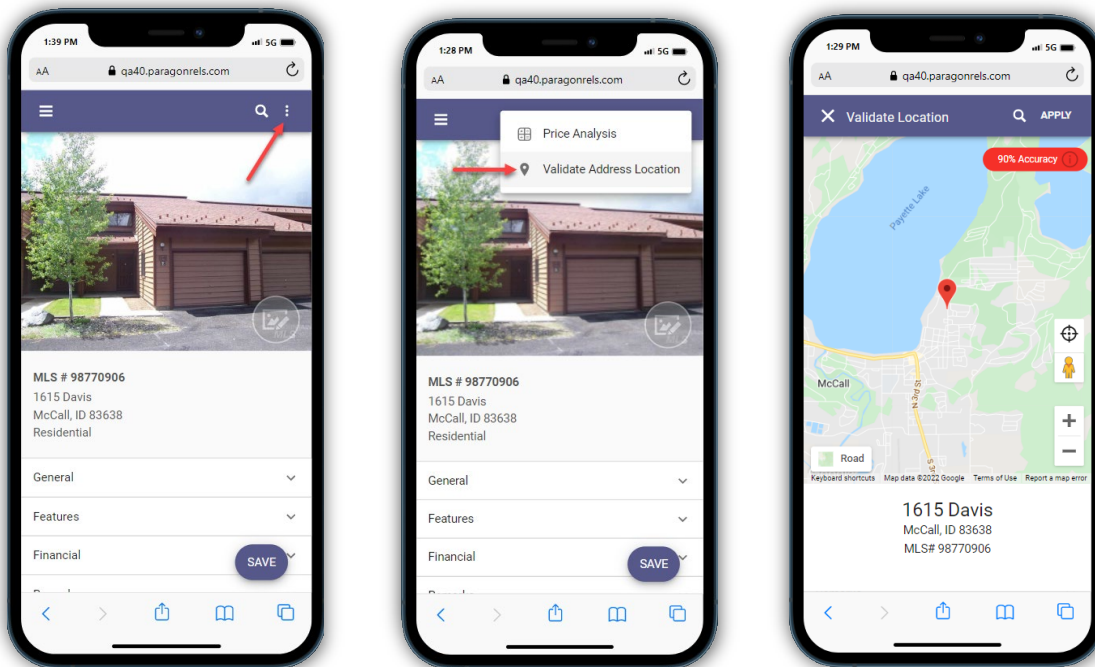 1:39 PM
5G
AA
qa40.paragonrels.com
MLS # 98770906
1615 Davis
McCall, ID 83638
Residential
General
Features
Financial
SAVE
1:28 PM
5G
AA
qa40.paragonrels.com
Price Analysis
Validate Address Location
MLS # 98770906
1615 Davis
McCall, ID 83638
Residential
General
Features
Financial
SAVE
1:29 PM
5G
AA
qa40.paragonrels.com
Validate Location
APPLY
90% Accuracy
Payette Lake
McCall
N 3rd St
Road
Keyboard shortcuts Map data ©2022 Google Terms of Use Report a map error
1615 Davis
McCall, ID 83638
MLS# 98770906